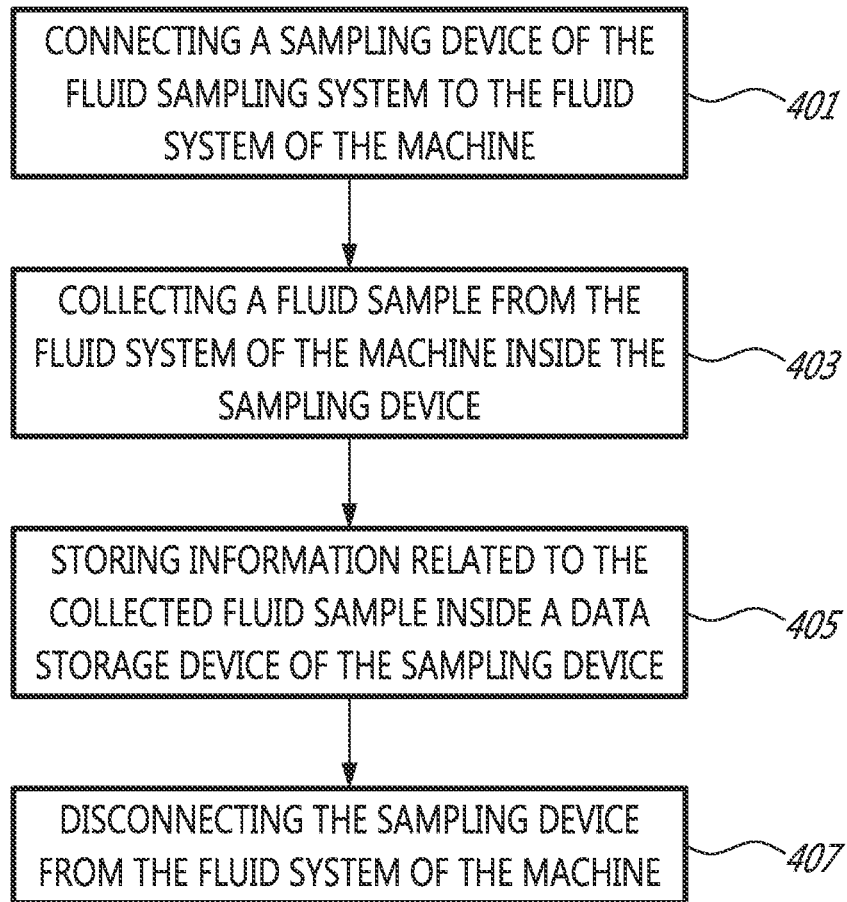 CONNECTING A SAMPLING DEVICE OF THE
FLUID SAMPLING SYSTEM TO THE FLUID
SYSTEM OF THE MACHINE
401
COLLECTING A FLUID SAMPLE FROM THE
FLUID SYSTEM OF THE MACHINE INSIDE THE
SAMPLING DEVICE
403
STORING INFORMATION RELATED TO THE
COLLECTED FLUID SAMPLE INSIDE A DATA
STORAGE DEVICE OF THE SAMPLING DEVICE
405
DISCONNECTING THE SAMPLING DEVICE
FROM THE FLUID SYSTEM OF THE MACHINE
407